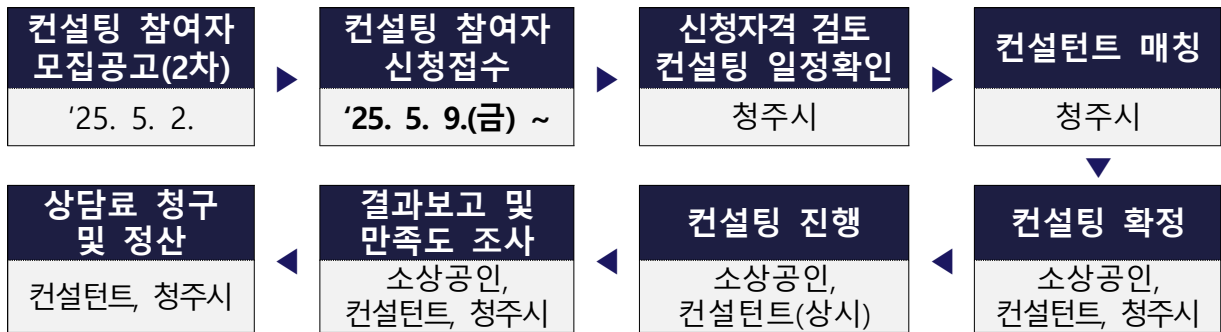 컨설팅 참여자
모집공고(2차)
'25. 5. 2.
컨설팅 참여자
신청접수
'25. 5. 9.(금) ~
신청자격 검토
컨설팅 일정확인
청주시
컨설턴트 매칭
청주시
컨설팅 확정
소상공인,
컨설턴트, 청주시
컨설팅 진행
소상공인,
컨설턴트(상시)
결과보고 및
만족도 조사
소상공인,
컨설턴트, 청주시
상담료 청구
및 정산
컨설턴트, 청주시